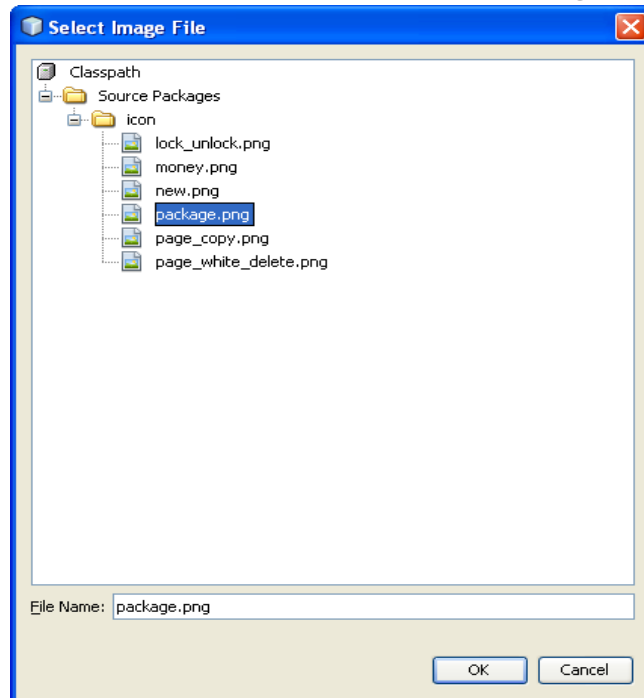 Select Image File
Classpath
Source Packages
icon
lock_unlock.png
money.png
new.png
package.png
page_copy.png
page_white_delete.png
File Name: package.png
OK Cancel